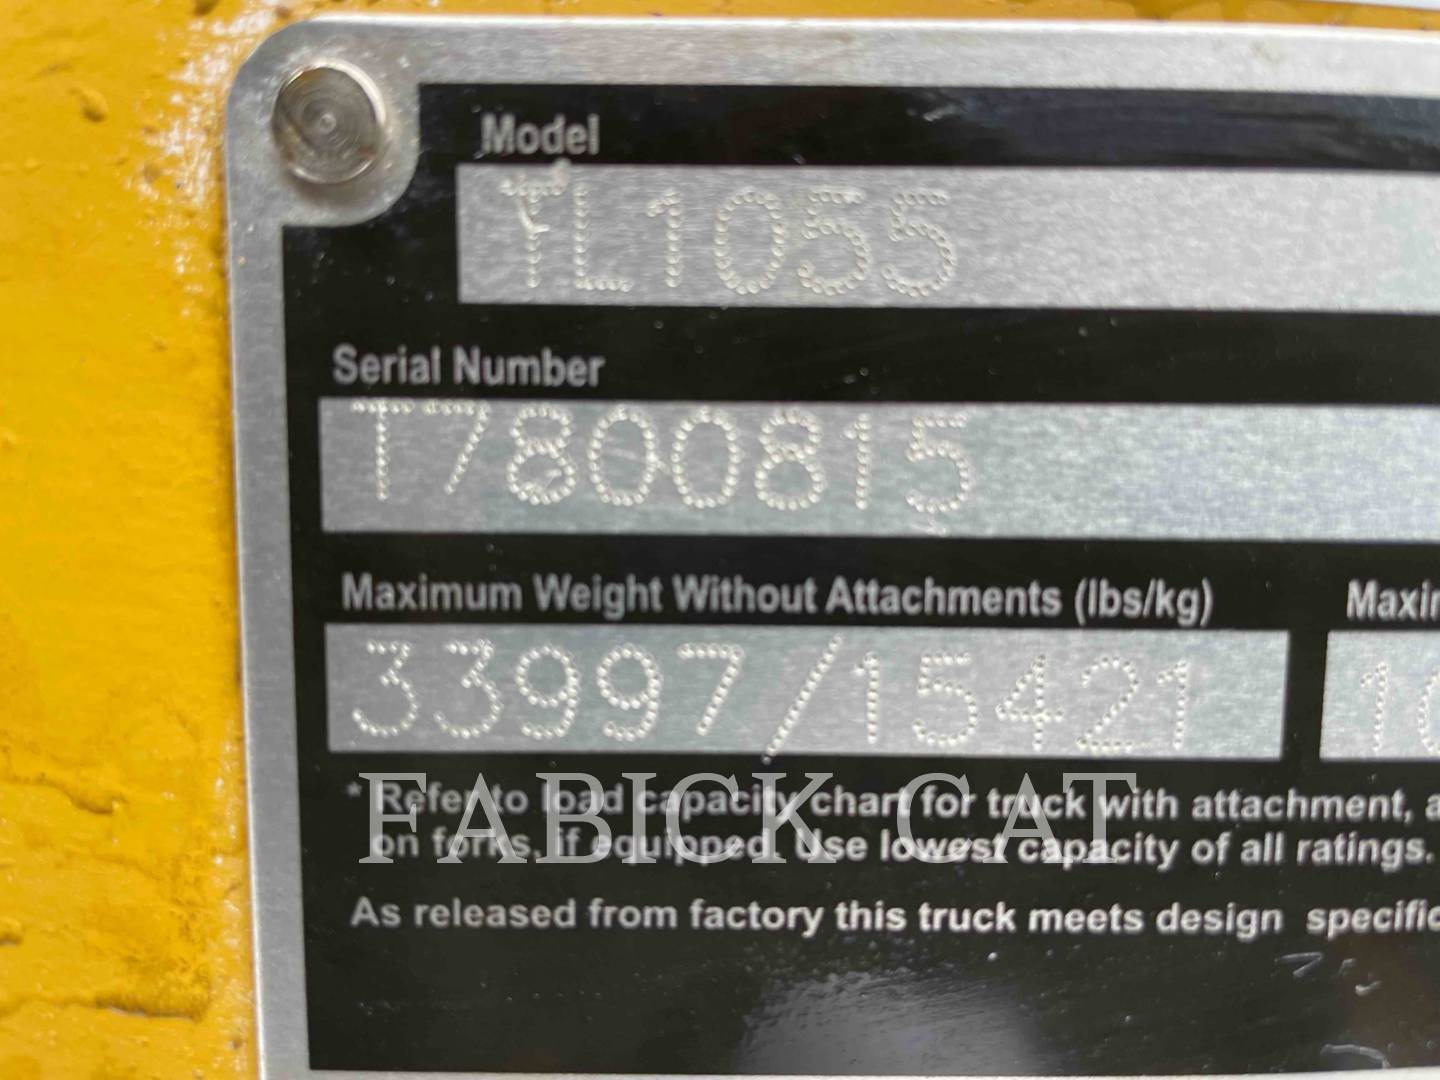 Model
TL1055
Serial Number
T7800815
Maximum Weight Without Attachments (lbs/kg)
33997/15421
* Refer to load capacity chart for truck with attachment,
on forks, if equipped. Use lowest capacity of all ratings.
As released from factory this truck meets design
FABICK CAT